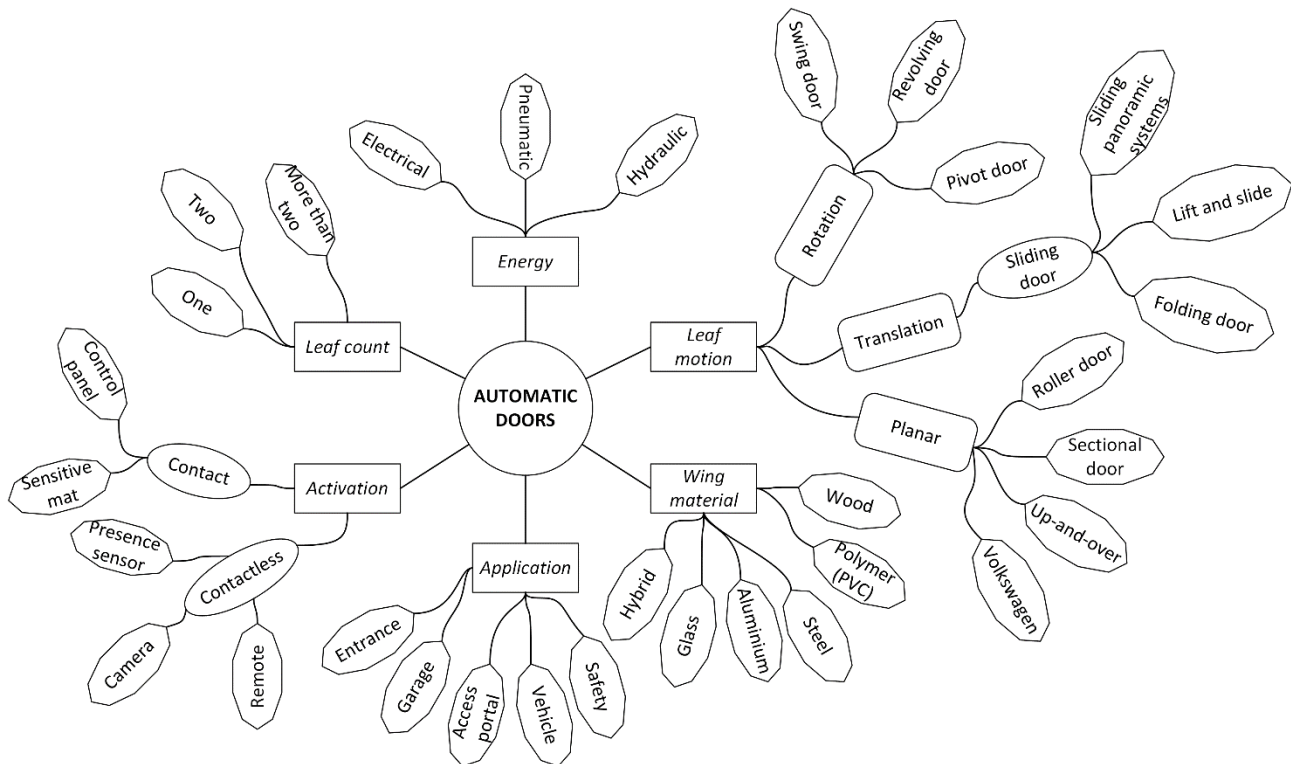 AUTOMATIC
DOORS
Energy
Electrical
Pneumatic
Hydraulic
Leaf
motion
Rotation
Swing door
Revolving
door
Pivot door
Translation
Sliding
door
Sliding
panoramic
systems
Lift and slide
Folding door
Planar
Roller door
Sectional
door
Up-and-over
Volkswagen
Wing
material
Wood
Polymer
(PVC)
Steel
Aluminium
Glass
Hybrid
Application
Safety
Vehicle
Access
portal
Garage
Entrance
Activation
Contact
Control
panel
Sensitive
mat
Contactless
Presence
sensor
Camera
Remote
Leaf count
One
Two
More than
two